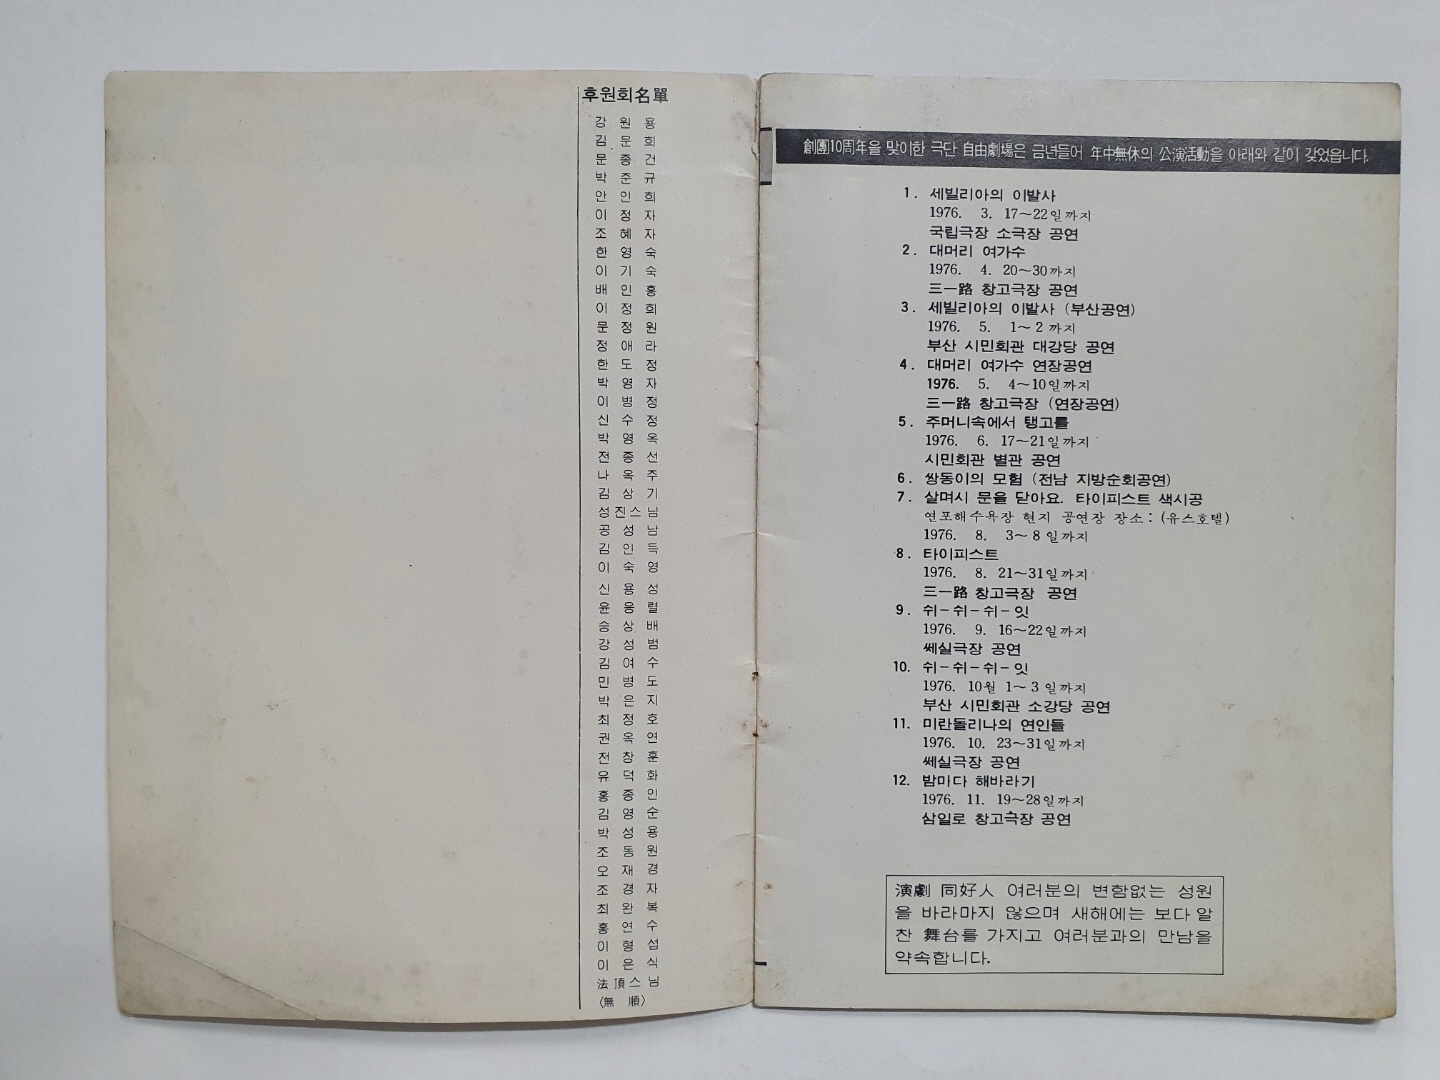 후원회名單
강 원 용
김 문 희
문 종 건
박 준 규
안 인 희
이 정 자
조 혜 자
한 영 숙
이 기 숙
배 인 홍
이 정 희
문 정 원
정 애 라
한 도 정
박 영 자
이 병 정
신 수 정
박 영 옥
전 종 선
나 옥 주
김 상 기
성진스님
공 성 남
김 인 득
이 숙 영
신 용 성
윤 응 렬
승 상 배
강 성 범
김 여 수
민 병 도
박 은 지
최 정 호
권 옥 연
전 창 훈
유 덕 화
홍 종 인
김 영 순
박 성 용
조 동 원
오 재 경
조 경 자
최 완 복
홍 연 수
이 형 섭
이 은 식
法頂스님
(無 順)
創團10周年을 맞이한 극단 自由劇場은 금년들어 年中無休의 公演活動을 아래와 같이 갖었읍니다.
1. 세빌리아의 이발사
1976. 3. 17~22일까지
국립극장 소극장 공연
2. 대머리 여가수
1976. 4. 20~30까지
三一路 창고극장 공연
3. 세빌리아의 이발사 (부산공연)
1976. 5. 1~2 까지
부산 시민회관 대강당 공연
4. 대머리 여가수 연장공연
1976. 5. 4~10일까지
三一路 창고극장 (연장공연)
5. 주머니속에서 탱고를
1976. 6. 17~21일까지
시민회관 별관 공연
6. 쌍동이의 모험 (전남 지방순회공연)
7. 살며시 문을 닫아요. 타이피스트 색시공
연포해수욕장 현지 공연장 장소: (유스호텔)
1976. 8. 3~8 일까지
8. 타이피스트
1976. 8. 21~31일까지
三一路 창고극장 공연
9. 쉬-쉬-쉬-잇
1976. 9. 16~22일까지
쎄실극장 공연
10. 쉬-쉬-쉬-잇
1976. 10월 1~3 일까지
부산 시민회관 소강당 공연
11. 미란돌리나의 연인들
1976. 10. 23~31일까지
쎄실극장 공연
12. 밤마다 해바라기
1976. 11. 19~28일까지
삼일로 창고극장 공연
演劇 同好人 여러분의 변함없는 성원
을 바라마지 않으며 새해에는 보다 알
찬 舞台를 가지고 여러분과의 만남을
약속합니다.